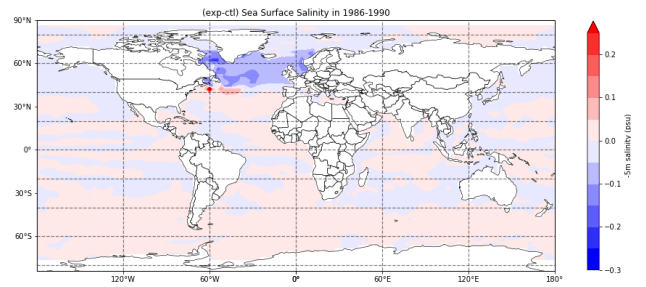 (exp-ctl) Sea Surface Salinity in 1986-1990
90°N
60°N
30°N
0°
30°S
60°S
120°W
60°W
0°
60°E
120°E
180°
0.2
0.1
0.0
−0.1
−0.2
−0.3
-5m salinity (psu)